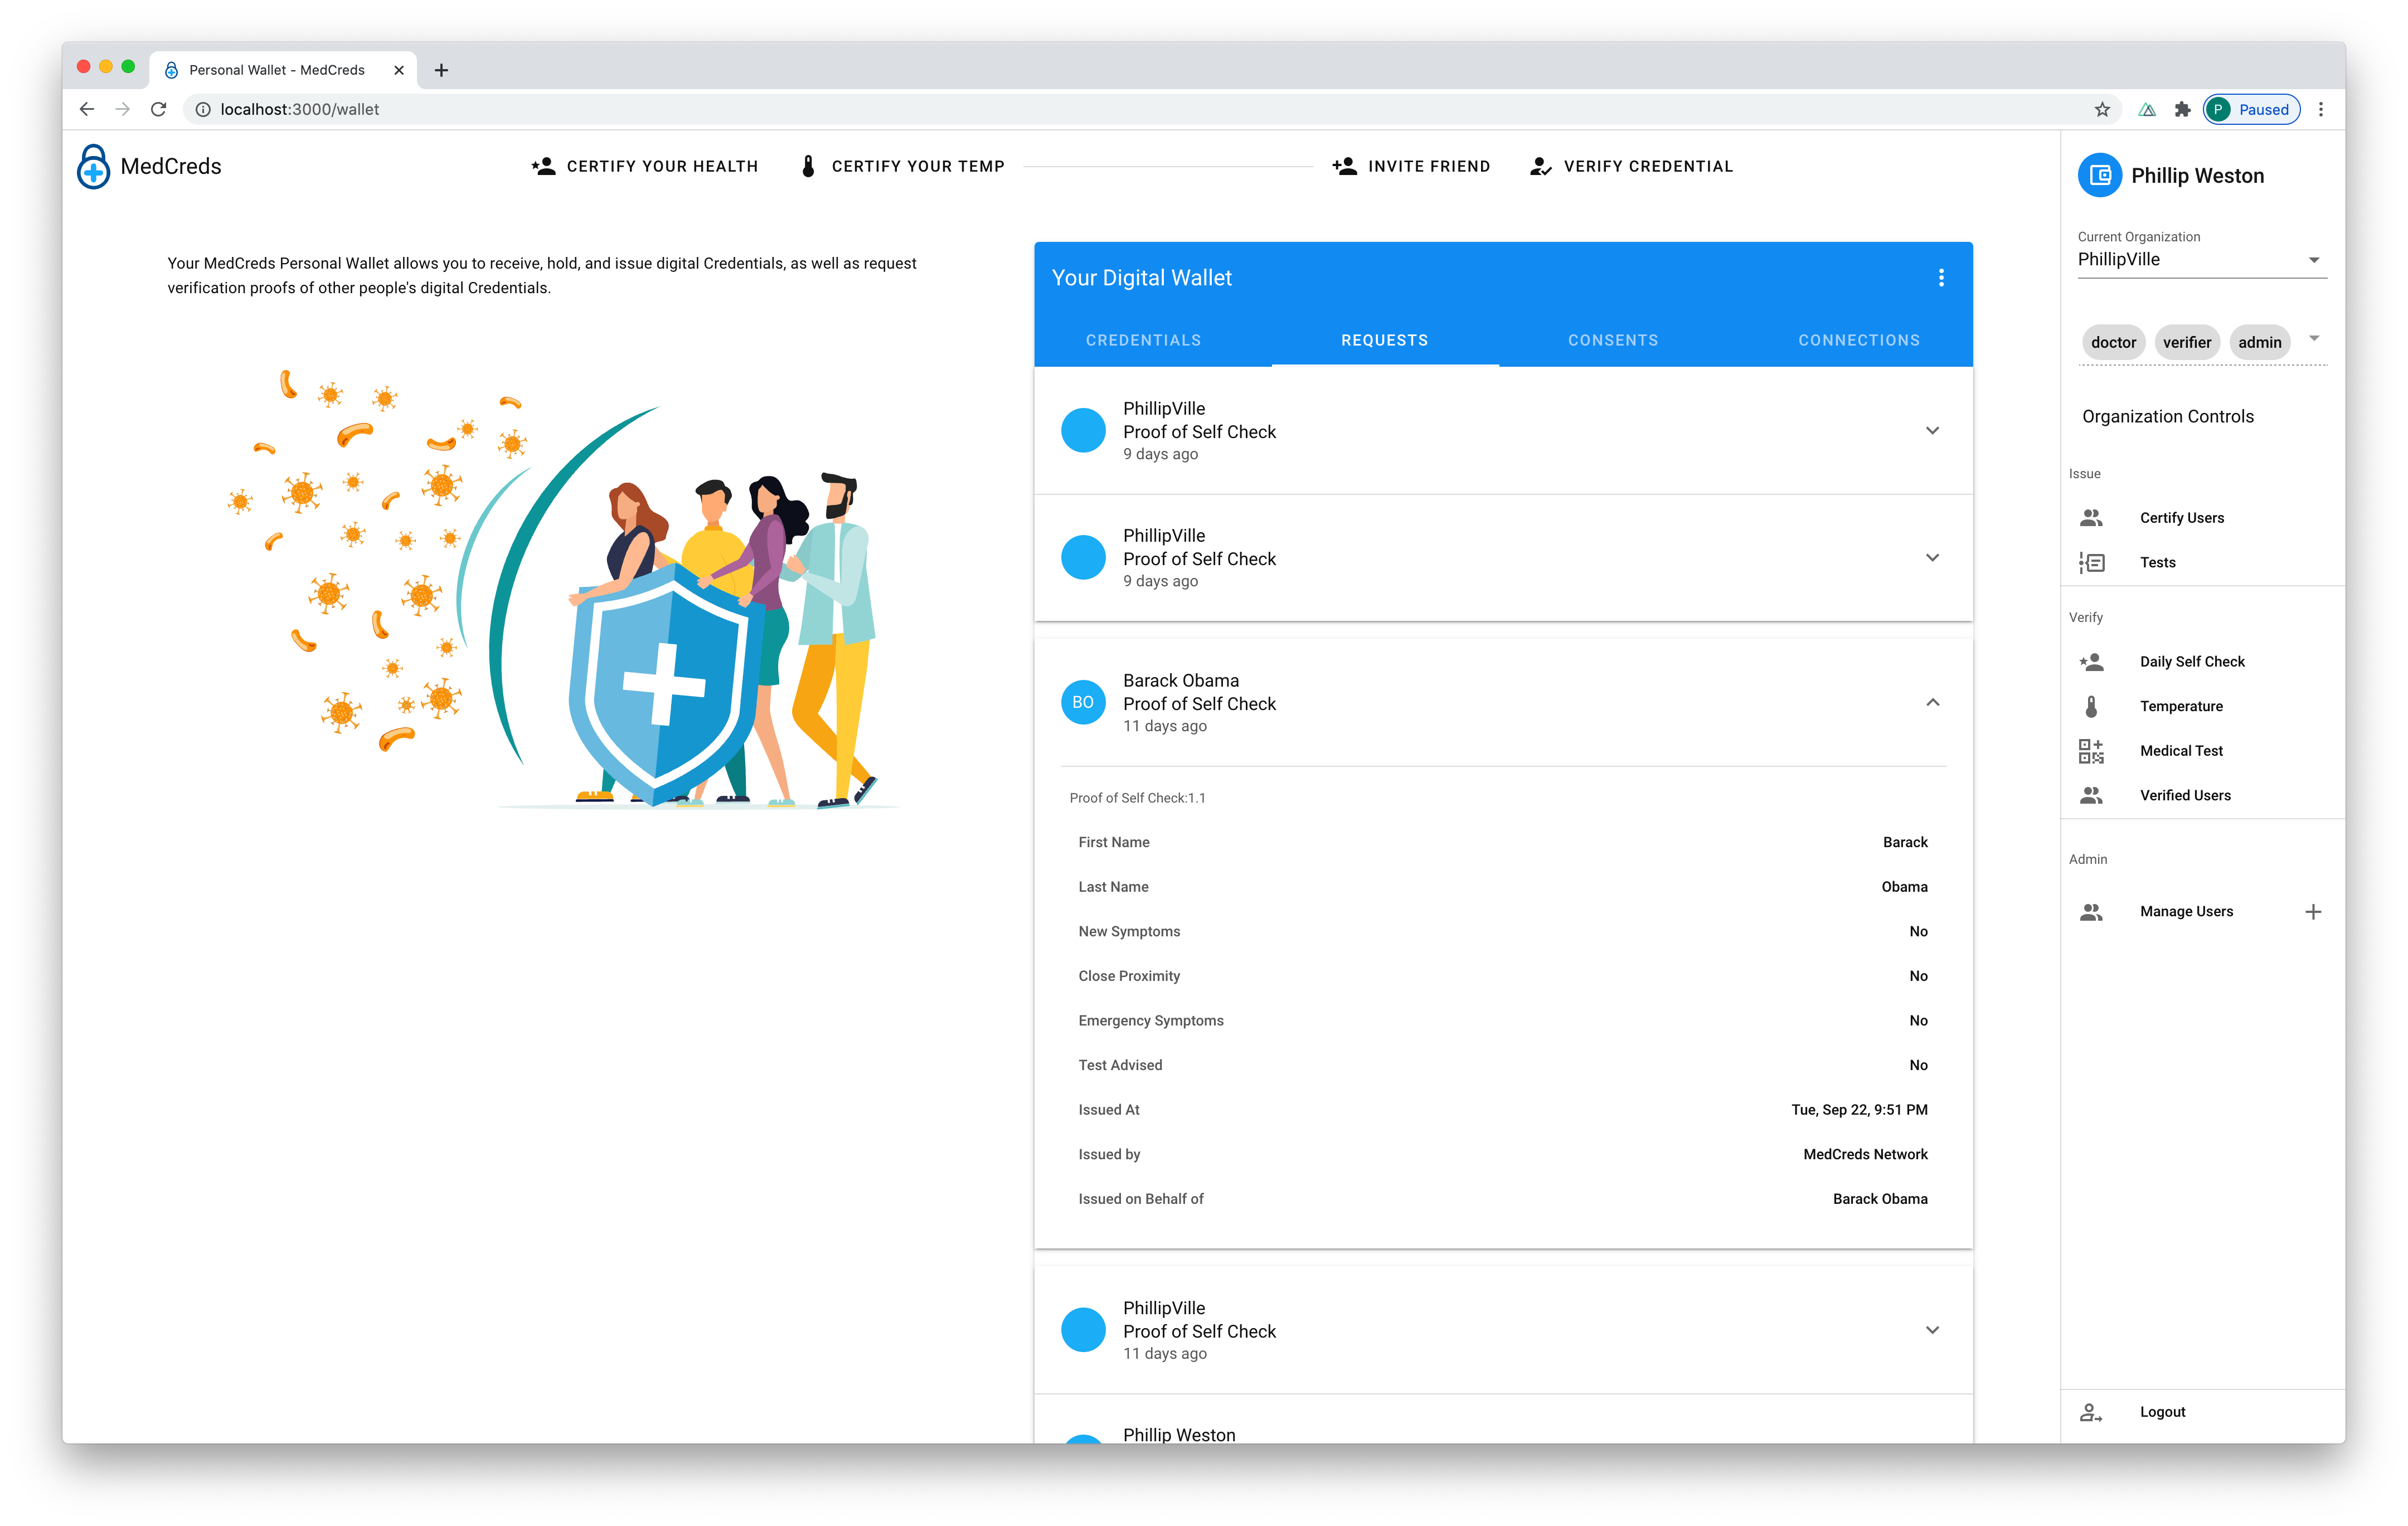 Personal Wallet - MedCreds
localhost:3000/wallet
P Paused
MedCreds
CERTIFY YOUR HEALTH
CERTIFY YOUR TEMP
INVITE FRIEND
VERIFY CREDENTIAL
Your MedCreds Personal Wallet allows you to receive, hold, and issue digital Credentials, as well as request
verification proofs of other people's digital Credentials.
Your Digital Wallet
CREDENTIALS
REQUESTS
CONSENTS
CONNECTIONS
PhillipVille
Proof of Self Check
9 days ago
PhillipVille
Proof of Self Check
9 days ago
BO
Barack Obama
Proof of Self Check
11 days ago
Proof of Self Check:1.1
First Name Barack
Last Name Obama
New Symptoms No
Close Proximity No
Emergency Symptoms No
Test Advised No
Issued At Tue, Sep 22, 9:51 PM
Issued by MedCreds Network
Issued on Behalf of Barack Obama
PhillipVille
Proof of Self Check
11 days ago
Phillip Weston
Phillip Weston
Current Organization
PhillipVille
doctor verifier admin
Organization Controls
Issue
Certify Users
Tests
Verify
Daily Self Check
Temperature
Medical Test
Verified Users
Admin
Manage Users
Logout